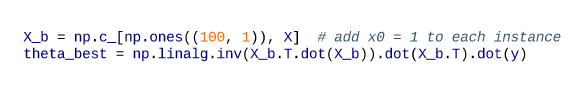 X_b = np.c_[np.ones((100, 1)), X]  # add x0 = 1 to each instance
theta_best = np.linalg.inv(X_b.T.dot(X_b)).dot(X_b.T).dot(y)